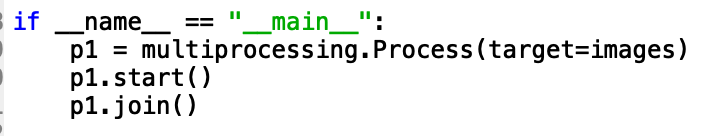 if __name__ == "__main__":
    p1 = multiprocessing.Process(target=images)
    p1.start()
    p1.join()